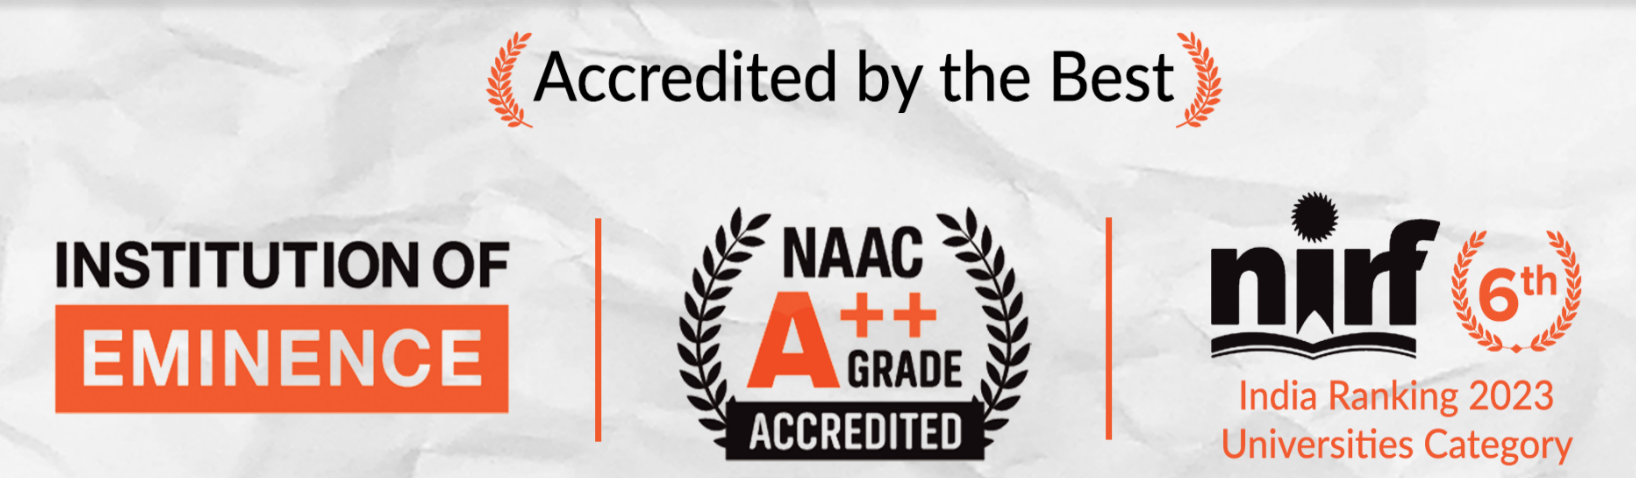 Accredited by the Best
INSTITUTION OF
EMINENCE
NAAC
A++
GRADE
ACCREDITED
nirf
6th
India Ranking 2023
Universities Category